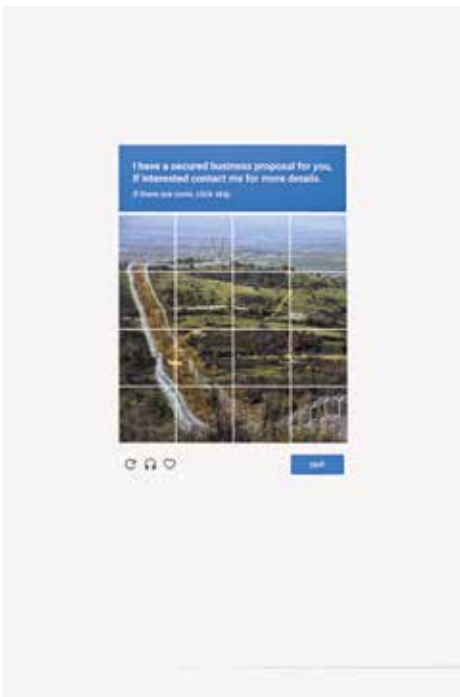 I have a secured business proposal for you,
If interested contact me for more details.
If there are none, click skip
SKIP